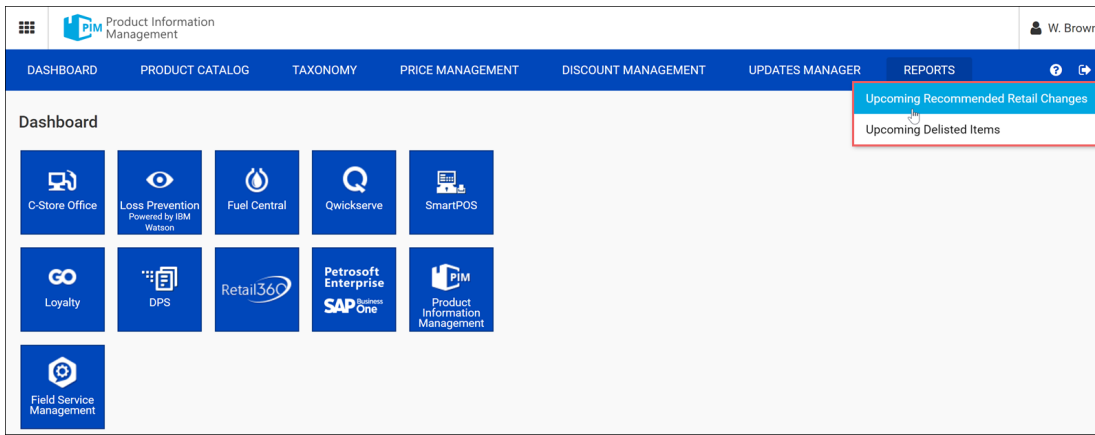 PIM Product Information
Management
W. Brown
DASHBOARD PRODUCT CATALOG TAXONOMY PRICE MANAGEMENT DISCOUNT MANAGEMENT UPDATES MANAGER REPORTS ?
Upcoming Recommended Retail Changes
Upcoming Delisted Items
Dashboard
C-Store Office
Loss Prevention
Powered by IBM
Watson
Fuel Central
Qwickserve
SmartPOS
GO
Loyalty
DPS
Retail360
Petrosoft
Enterprise
SAP Business
One
PIM
Product
Information
Management
Field Service
Management